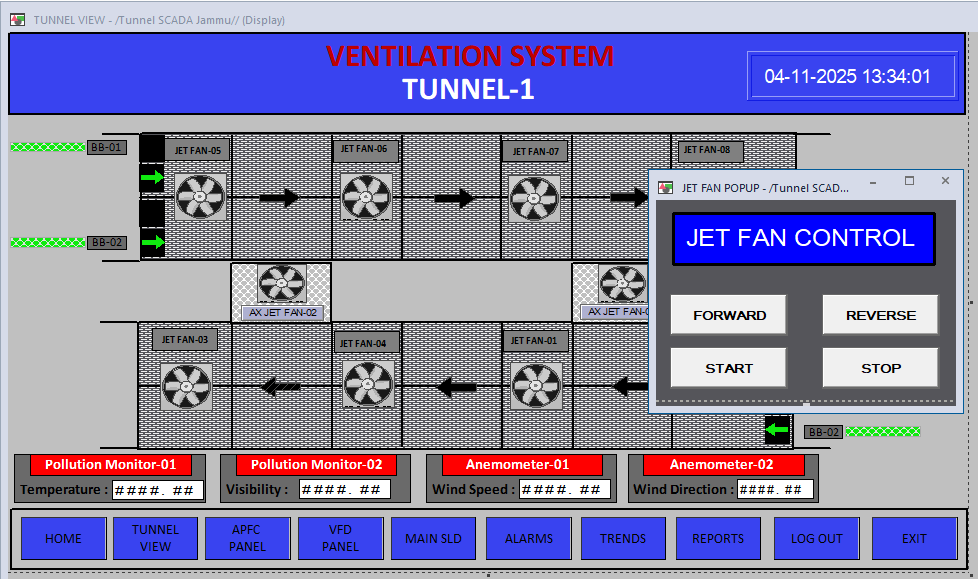 TUNNEL VIEW - /Tunnel SCADA Jammu// (Display)
VENTILATION SYSTEM
TUNNEL-1
04-11-2025 13:34:01
BB-01
JET FAN-05
JET FAN-06
JET FAN-07
JET FAN-08
BB-02
JET FAN POPUP - /Tunnel SCAD...
JET FAN CONTROL
FORWARD
REVERSE
START
STOP
AX JET FAN-02
AX JET FAN-
JET FAN-03
JET FAN-04
JET FAN-01
BB-02
Pollution Monitor-01
Pollution Monitor-02
Anemometer-01
Anemometer-02
Temperature : ####. ##
Visibility : ####. ##
Wind Speed : ####. ##
Wind Direction : ####. ##
HOME
TUNNEL
VIEW
APFC
PANEL
VFD
PANEL
MAIN SLD
ALARMS
TRENDS
REPORTS
LOG OUT
EXIT